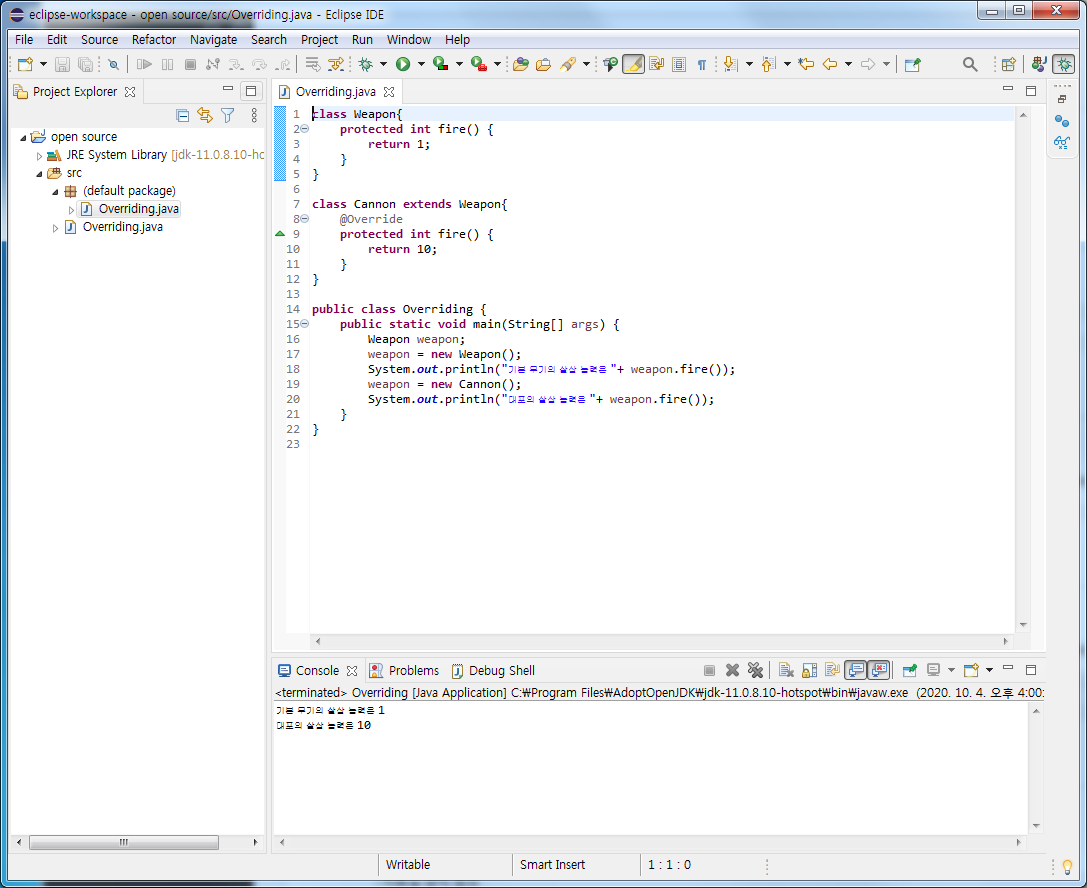 eclipse-workspace - open source/src/Overriding.java - Eclipse IDE
File Edit Source Refactor Navigate Search Project Run Window Help
Project Explorer
open source
JRE System Library [jdk-11.0.8.10-ho
src
(default package)
Overriding.java
Overriding.java
Overriding.java
1 class Weapon{
2 protected int fire() {
3 return 1;
4 }
5 }
6
7 class Cannon extends Weapon{
8 @Override
9 protected int fire() {
10 return 10;
11 }
12 }
13
14 public class Overriding {
15 public static void main(String[] args) {
16 Weapon weapon;
17 weapon = new Weapon();
18 System.out.println("기본 무기의 살상 능력은 "+ weapon.fire());
19 weapon = new Cannon();
20 System.out.println("대포의 살상 능력은 "+ weapon.fire());
21 }
22 }
23
Console Problems Debug Shell
<terminated> Overriding [Java Application] C:₩Program Files₩AdoptOpenJDK₩jdk-11.0.8.10-hotspot₩bin₩javaw.exe (2020. 10. 4. 오후 4:00:
기본 무기의 살상 능력은 1
대포의 살상 능력은 10
Writable Smart Insert 1 : 1 : 0